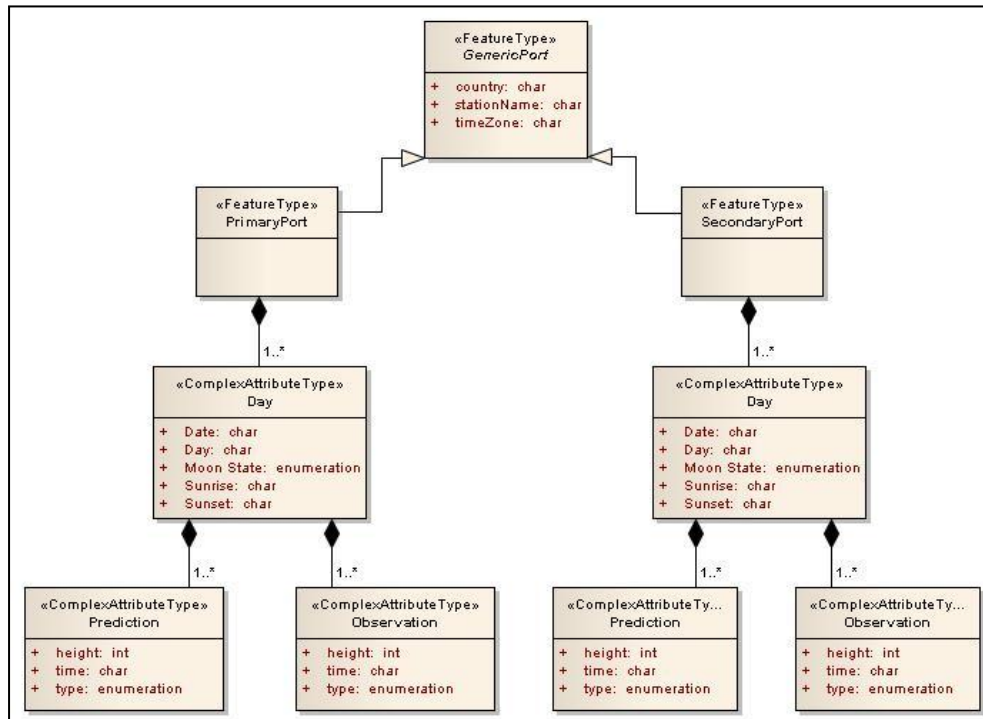 «FeatureType»
GenericPort
+ country: char
+ stationName: char
+ timeZone: char
«FeatureType»
PrimaryPort
«FeatureType»
SecondaryPort
1..*
1..*
«ComplexAttributeType»
Day
+ Date: char
+ Day: char
+ Moon State: enumeration
+ Sunrise: char
+ Sunset: char
«ComplexAttributeType»
Day
+ Date: char
+ Day: char
+ Moon State: enumeration
+ Sunrise: char
+ Sunset: char
1..*
1..*
1..*
1..*
«ComplexAttributeType»
Prediction
+ height: int
+ time: char
+ type: enumeration
«ComplexAttributeType»
Observation
+ height: int
+ time: char
+ type: enumeration
«ComplexAttributeTy...
Prediction
+ height: int
+ time: char
+ type: enumeration
«ComplexAttributeTy...
Observation
+ height: int
+ time: char
+ type: enumeration